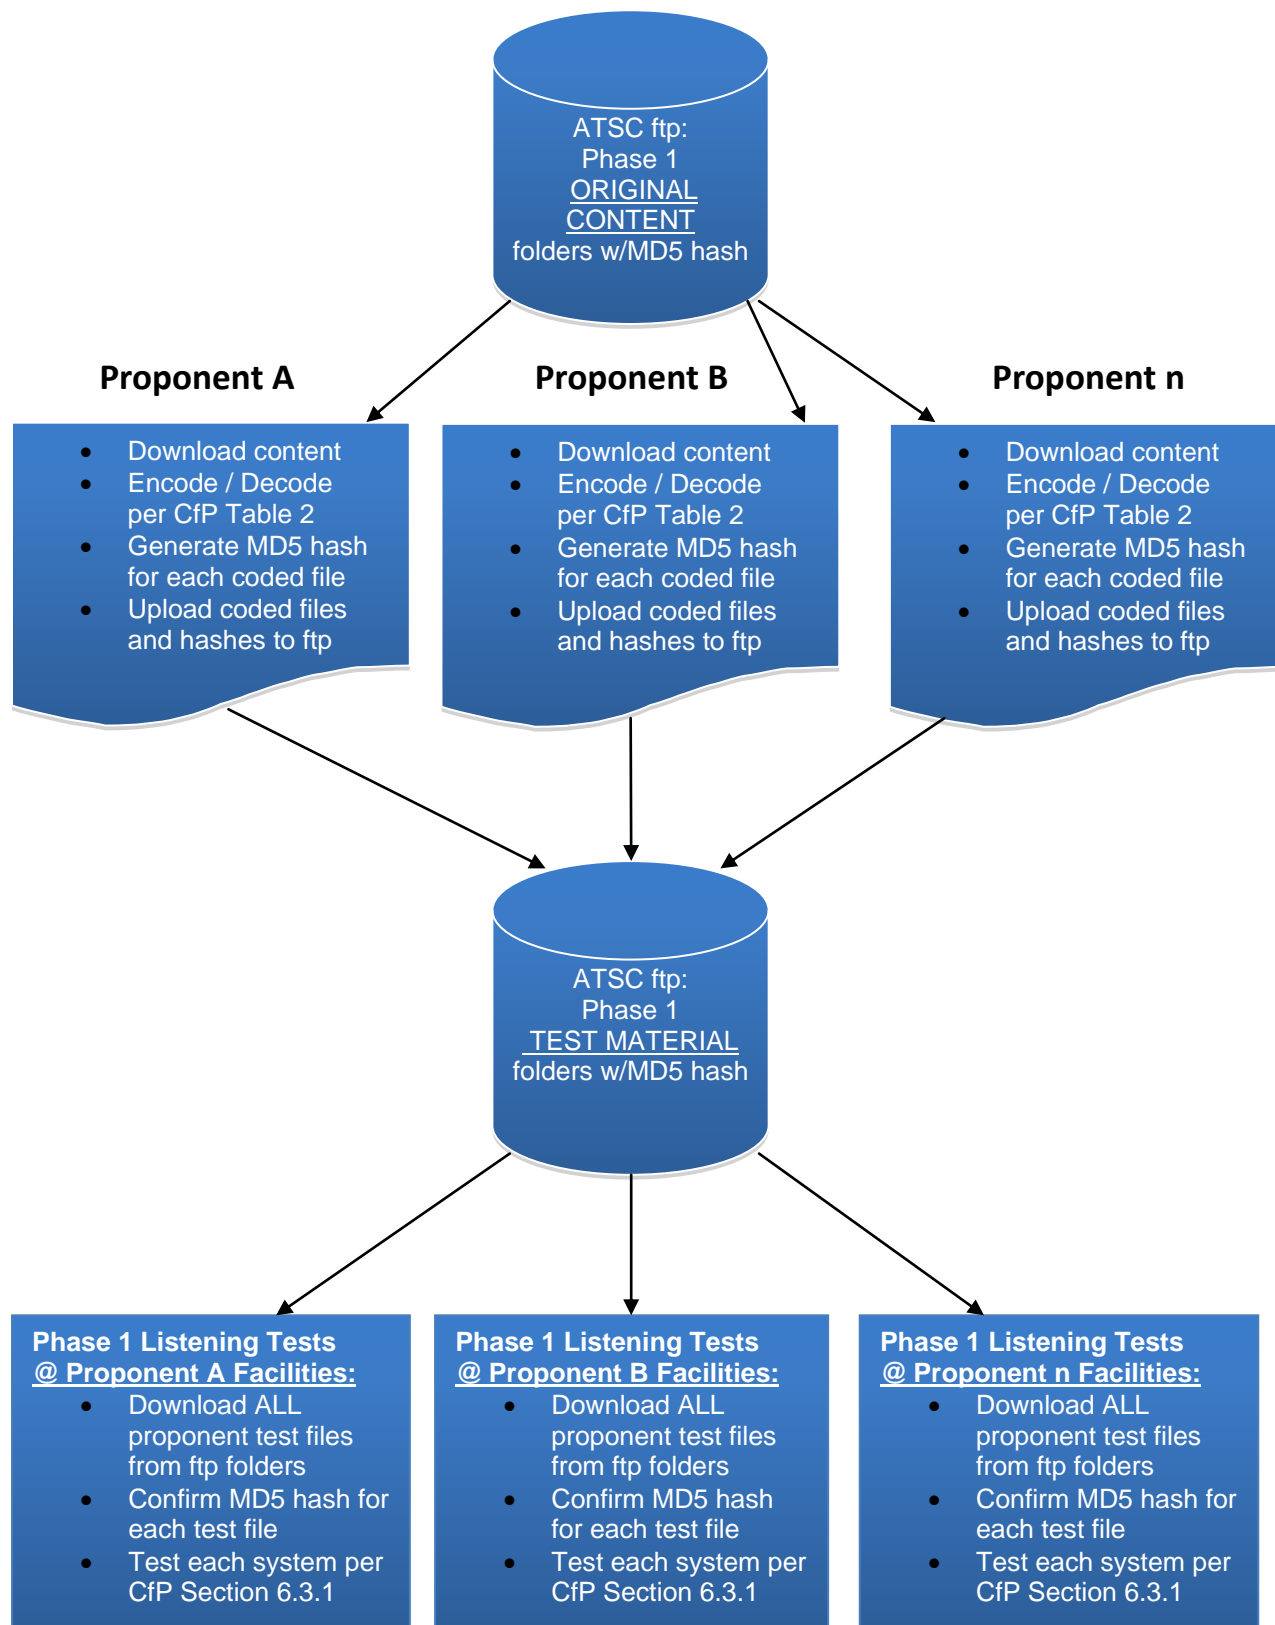 ATSC ftp:
Phase 1
ORIGINAL
CONTENT
folders w/MD5 hash
Proponent A
Proponent B
Proponent n
• Download content
• Encode / Decode
per CfP Table 2
• Generate MD5 hash
for each coded file
• Upload coded files
and hashes to ftp
• Download content
• Encode / Decode
per CfP Table 2
• Generate MD5 hash
for each coded file
• Upload coded files
and hashes to ftp
• Download content
• Encode / Decode
per CfP Table 2
• Generate MD5 hash
for each coded file
• Upload coded files
and hashes to ftp
ATSC ftp:
Phase 1
TEST MATERIAL
folders w/MD5 hash
Phase 1 Listening Tests
@ Proponent A Facilities:
• Download ALL
proponent test files
from ftp folders
• Confirm MD5 hash for
each test file
• Test each system per
CfP Section 6.3.1
Phase 1 Listening Tests
@ Proponent B Facilities:
• Download ALL
proponent test files
from ftp folders
• Confirm MD5 hash
for each test file
• Test each system per
CfP Section 6.3.1
Phase 1 Listening Tests
@ Proponent n Facilities:
• Download ALL
proponent test files
from ftp folders
• Confirm MD5 hash for
each test file
• Test each system per
CfP Section 6.3.1